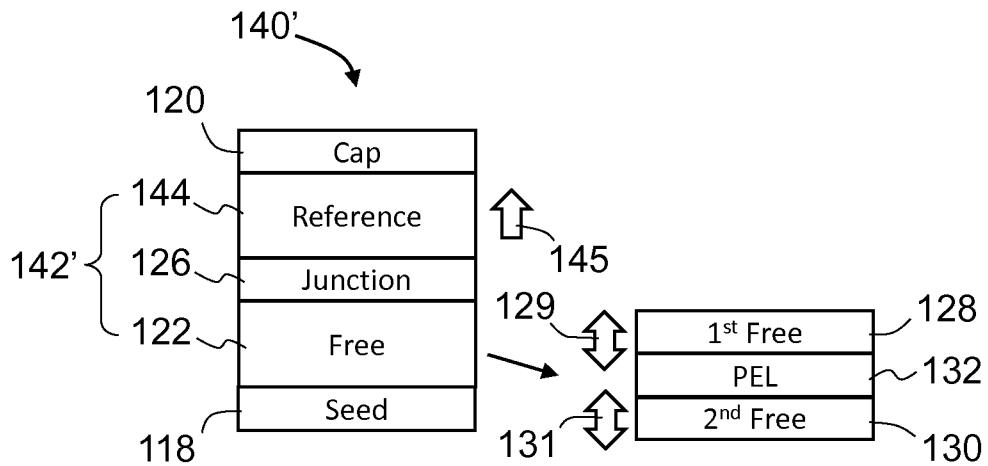 140’
120
Cap
144
Reference
142’
145
126
Junction
129
1st Free
128
122
Free
PEL
132
Seed
118
131
2nd Free
130